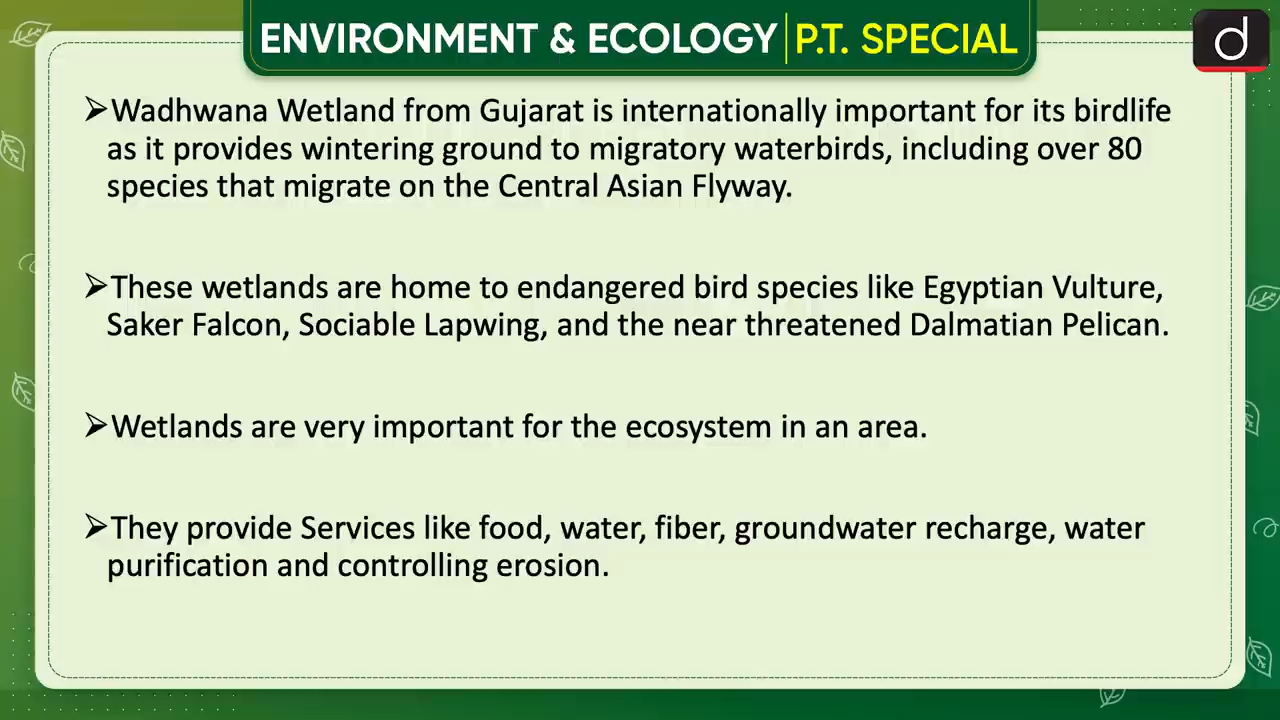 ENVIRONMENT & ECOLOGY | P.T. SPECIAL
d
➢Wadhwana Wetland from Gujarat is internationally important for its birdlife
as it provides wintering ground to migratory waterbirds, including over 80
species that migrate on the Central Asian Flyway.
➢These wetlands are home to endangered bird species like Egyptian Vulture,
Saker Falcon, Sociable Lapwing, and the near threatened Dalmatian Pelican.
➢Wetlands are very important for the ecosystem in an area.
➢They provide Services like food, water, fiber, groundwater recharge, water
purification and controlling erosion.